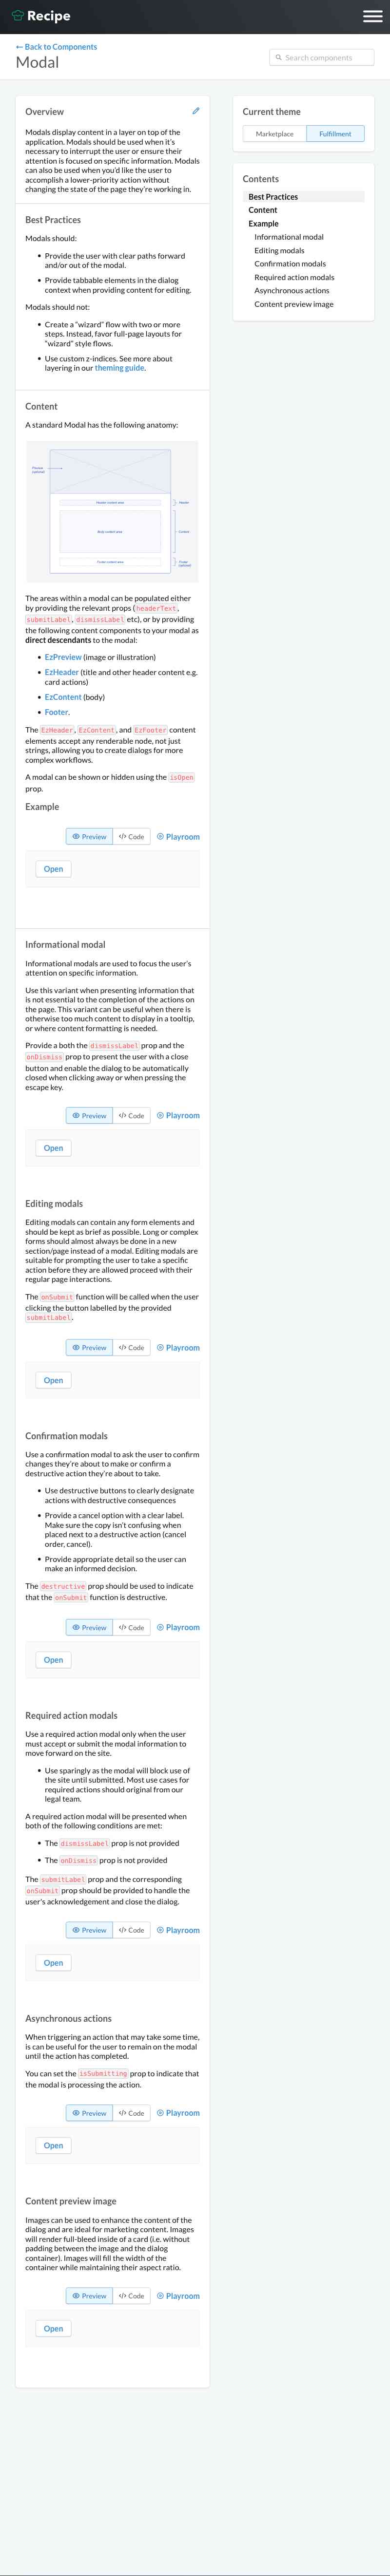 Recipe
← Back to Components
Modal
Search components
Overview
Modals display content in a layer on top of the
application. Modals should be used when it's
necessary to interrupt the user or ensure their
attention is focused on specific information. Modals
can also be used when you'd like the user to
accomplish a lower-priority action without
changing the state of the page they're working in.
Current theme
Marketplace
Fulfillment
Contents
Best Practices
Content
Example
Informational modal
Editing modals
Confirmation modals
Required action modals
Asynchronous actions
Content preview image
Best Practices
Modals should:
• Provide the user with clear paths forward
and/or out of the modal.
• Provide tabbable elements in the dialog
context when providing content for editing.
Modals should not:
• Create a "wizard" flow with two or more
steps. Instead, favor full-page layouts for
"wizard" style flows.
• Use custom z-indices. See more about
layering in our theming guide.
Content
A standard Modal has the following anatomy:
Preview
(optional)
Header content area
Header
Body content area
Content
Footer content area
Footer
(optional)
The areas within a modal can be populated either
by providing the relevant props (headerText,
submitLabel, dismissLabel etc), or by providing
the following content components to your modal as
direct descendants to the modal:
• EzPreview (image or illustration)
• EzHeader (title and other header content e.g.
card actions)
• EzContent (body)
• Footer.
The EzHeader, EzContent, and EzFooter content
elements accept any renderable node, not just
strings, allowing you to create dialogs for more
complex workflows.
A modal can be shown or hidden using the isOpen
prop.
Example
Preview
</> Code
Playroom
Open
Informational modal
Informational modals are used to focus the user's
attention on specific information.
Use this variant when presenting information that
is not essential to the completion of the actions on
the page. This variant can be useful when there is
otherwise too much content to display in a tooltip,
or where content formatting is needed.
Provide a both the dismissLabel prop and the
onDismiss prop to present the user with a close
button and enable the dialog to be automatically
closed when clicking away or when pressing the
escape key.
Preview
</> Code
Playroom
Open
Editing modals
Editing modals can contain any form elements and
should be kept as brief as possible. Long or complex
forms should almost always be done in a new
section/page instead of a modal. Editing modals are
suitable for prompting the user to take a specific
action before they are allowed proceed with their
regular page interactions.
The onSubmit function will be called when the user
clicking the button labelled by the provided
submitLabel.
Preview
</> Code
Playroom
Open
Confirmation modals
Use a confirmation modal to ask the user to confirm
changes they're about to make or confirm a
destructive action they're about to take.
• Use destructive buttons to clearly designate
actions with destructive consequences
• Provide a cancel option with a clear label.
Make sure the copy isn't confusing when
placed next to a destructive action (cancel
order, cancel).
• Provide appropriate detail so the user can
make an informed decision.
The destructive prop should be used to indicate
that the onSubmit function is destructive.
Preview
</> Code
Playroom
Open
Required action modals
Use a required action modal only when the user
must accept or submit the modal information to
move forward on the site.
• Use sparingly as the modal will block use of
the site until submitted. Most use cases for
required actions should original from our
legal team.
A required action modal will be presented when
both of the following conditions are met:
• The dismissLabel prop is not provided
• The onDismiss prop is not provided
The submitLabel prop and the corresponding
onSubmit prop should be provided to handle the
user's acknowledgement and close the dialog.
Preview
</> Code
Playroom
Open
Asynchronous actions
When triggering an action that may take some time,
is can be useful for the user to remain on the modal
until the action has completed.
You can set the isSubmitting prop to indicate that
the modal is processing the action.
Preview
</> Code
Playroom
Open
Content preview image
Images can be used to enhance the content of the
dialog and are ideal for marketing content. Images
will render full-bleed inside of a card (i.e. without
padding between the image and the dialog
container). Images will fill the width of the
container while maintaining their aspect ratio.
Preview
</> Code
Playroom
Open